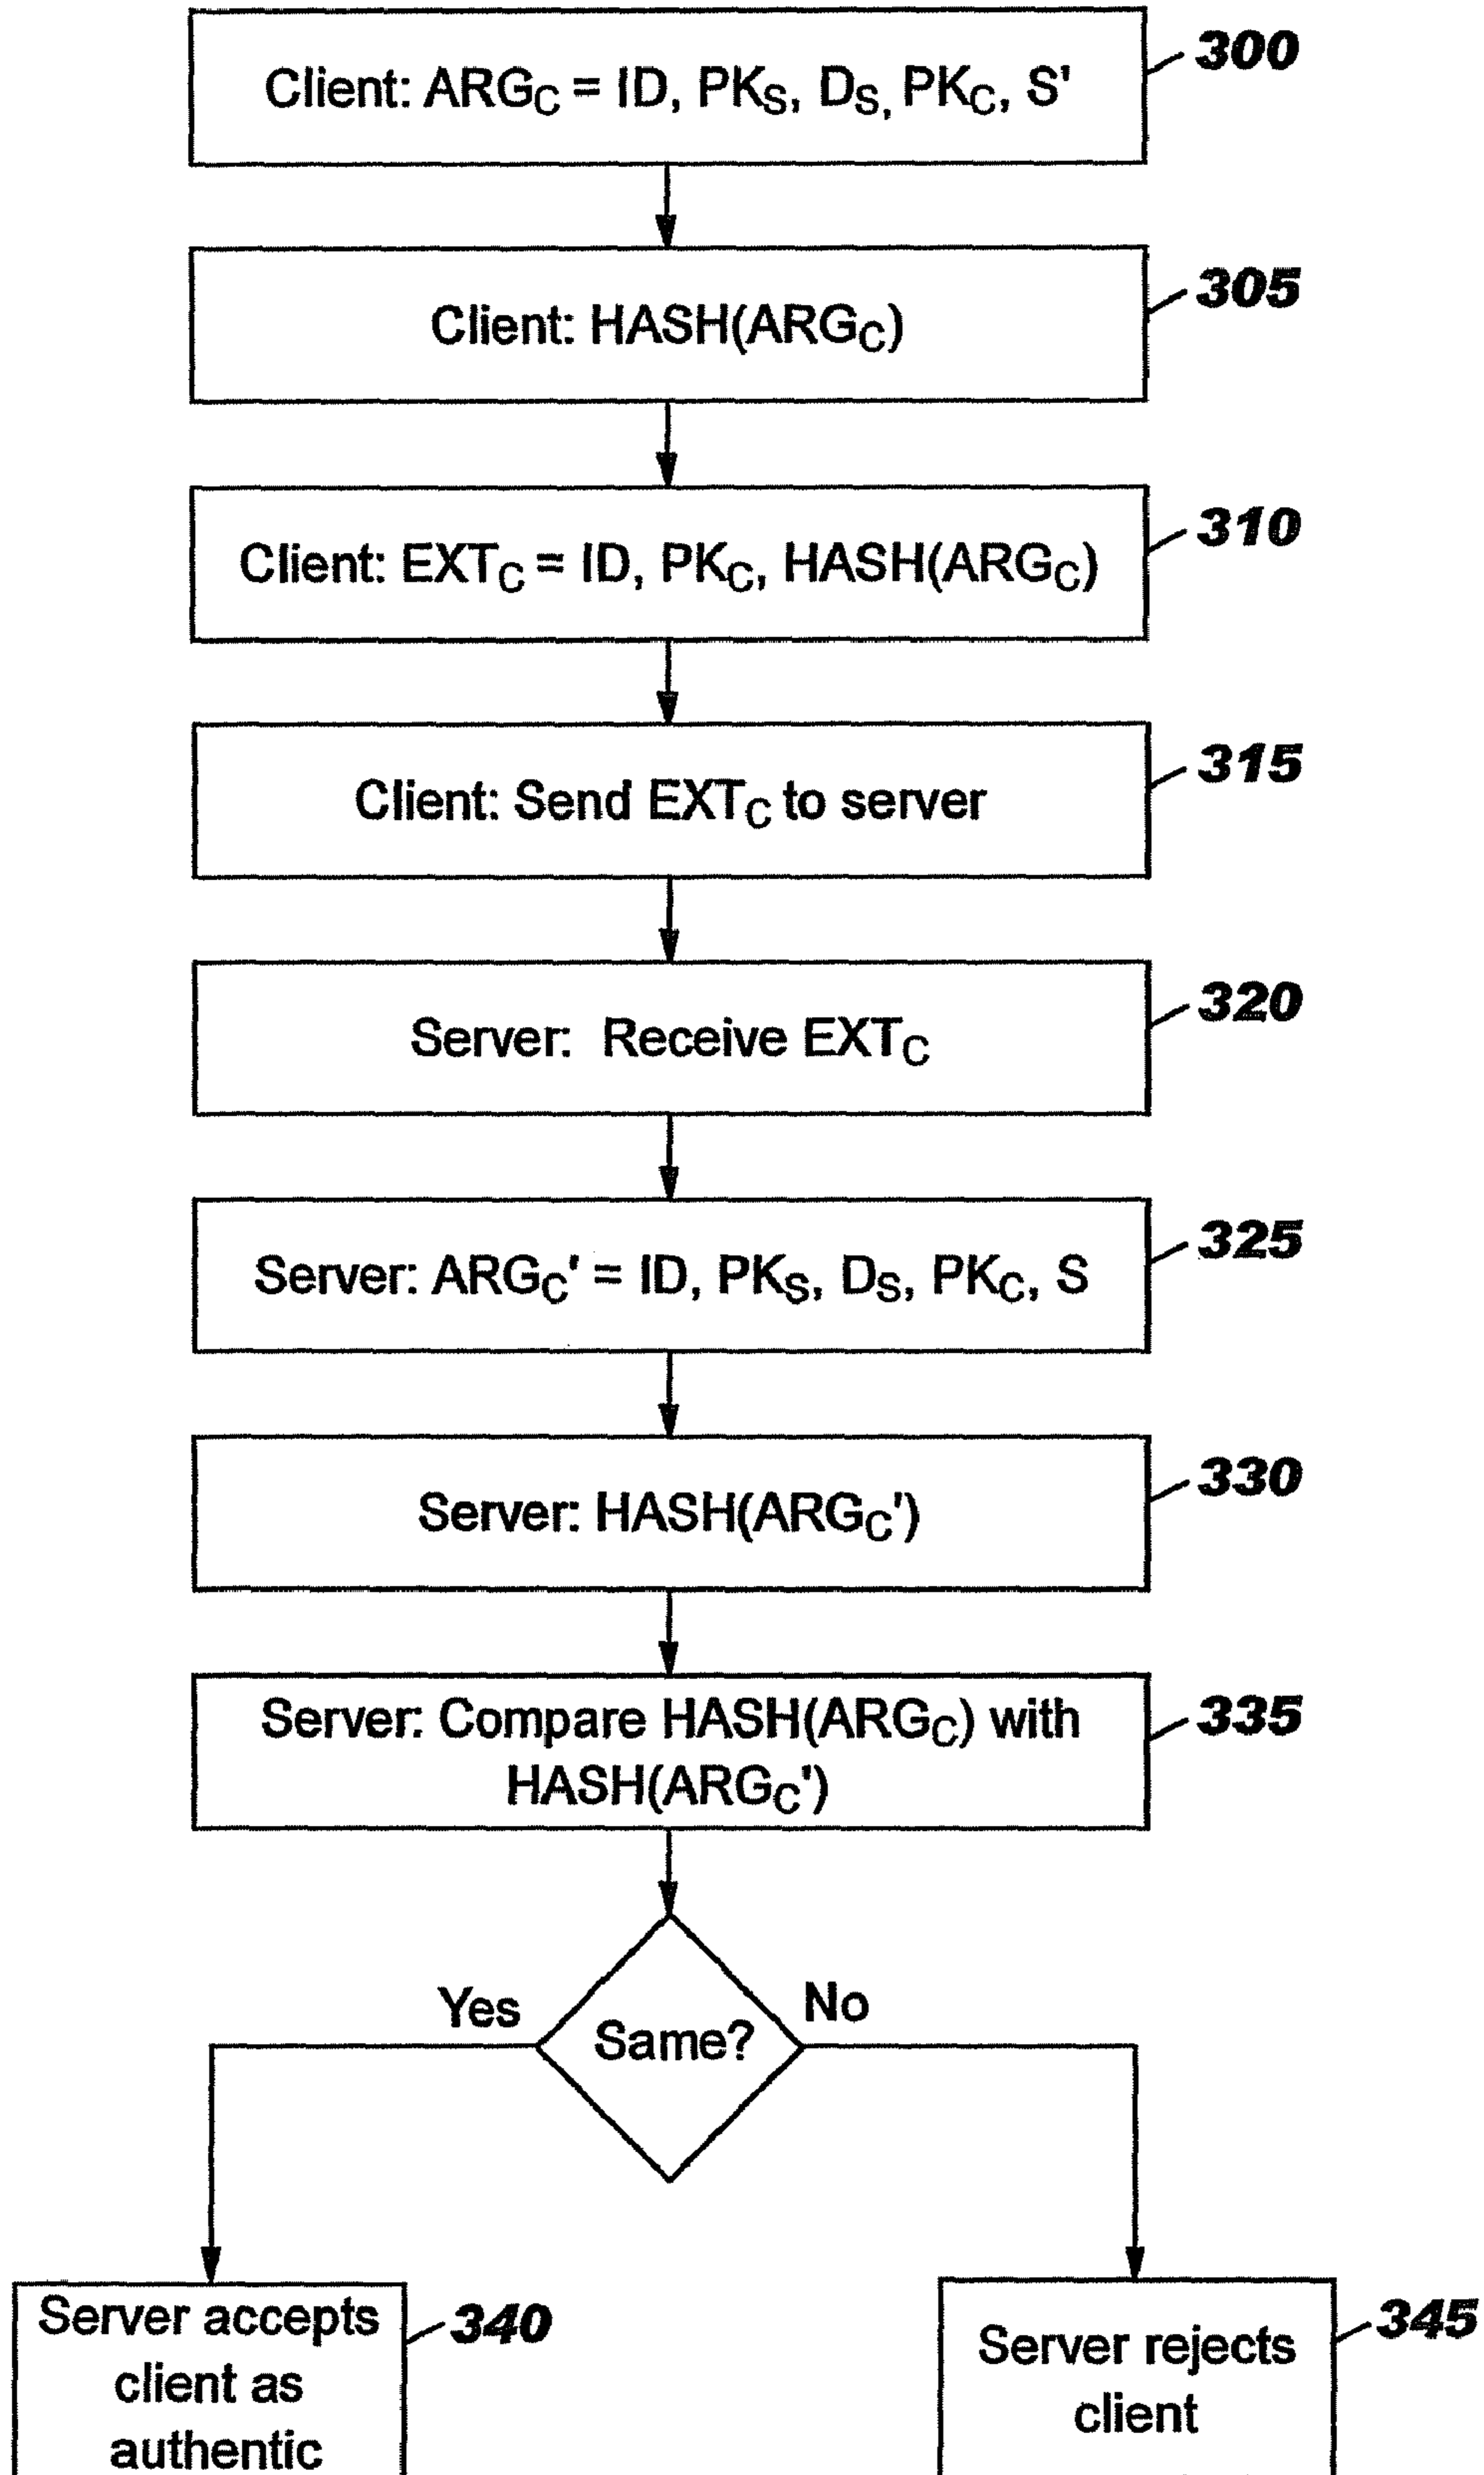 Client: ARGC = ID, PKS, DS, PKC, S'
300
Client: HASH(ARGC)
305
Client: EXTC = ID, PKC, HASH(ARGC)
310
Client: Send EXTC to server
315
Server: Receive EXTC
320
Server: ARGC' = ID, PKS, DS, PKC, S
325
Server: HASH(ARGC')
330
Server: Compare HASH(ARGC) with
HASH(ARGC')
335
Yes
Same?
No
Server accepts
client as
authentic
340
Server rejects
client
345